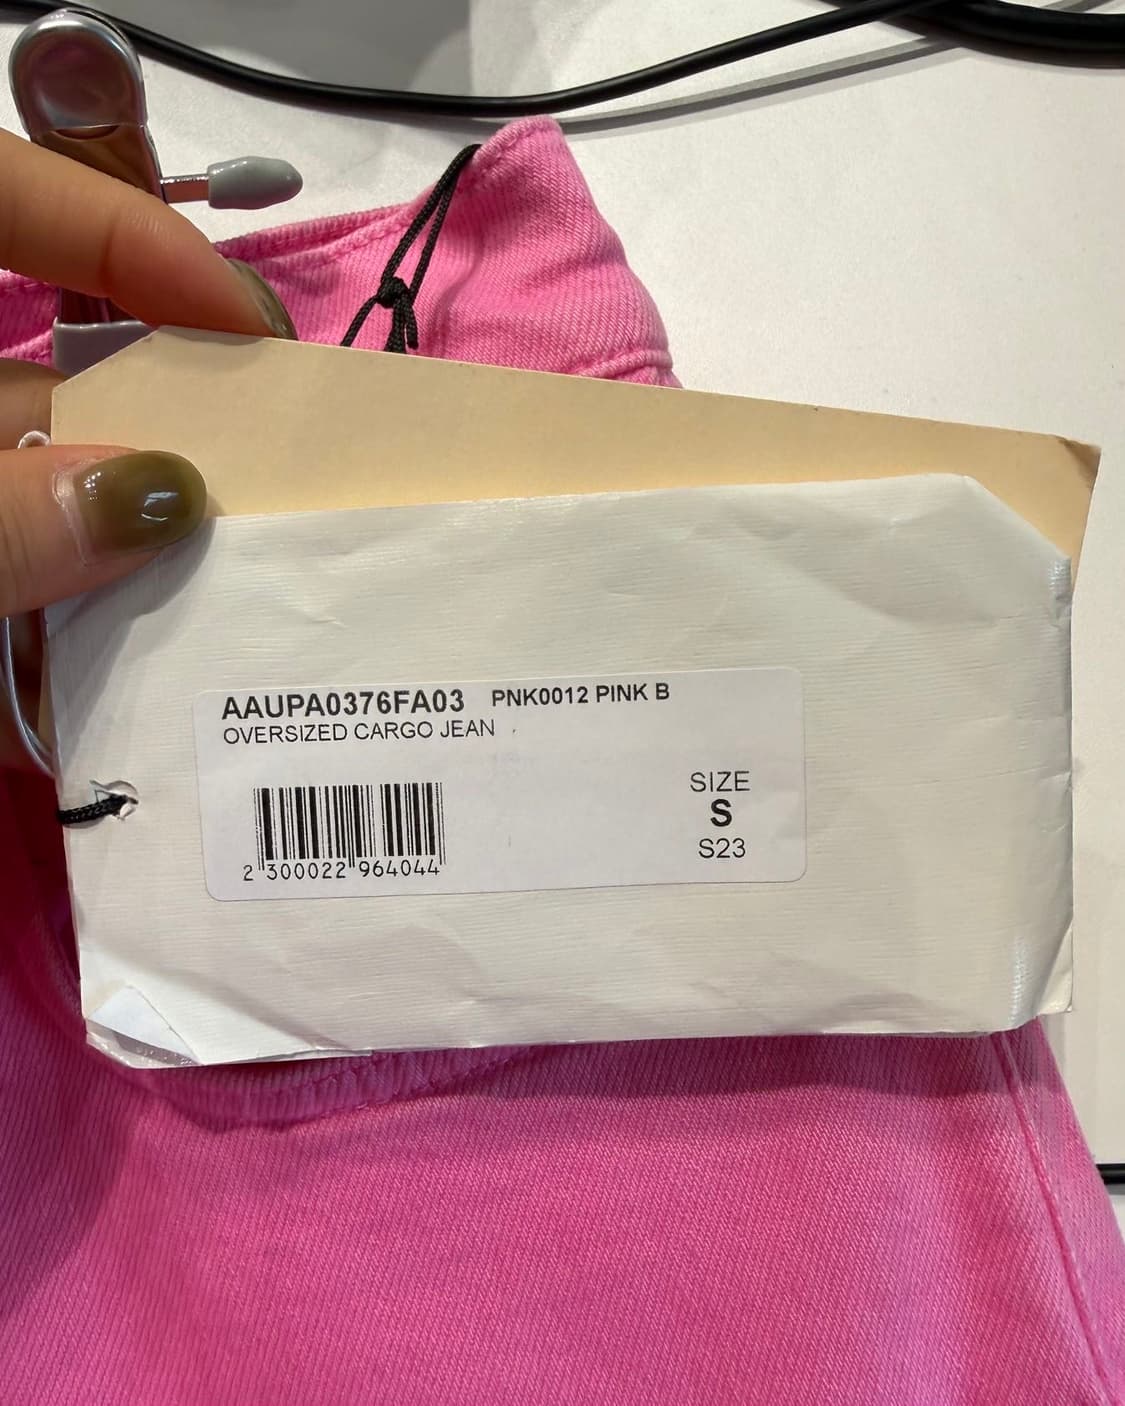 AAUPA0376FA03 PNK0012 PINK B
OVERSIZED CARGO JEAN
SIZE
S
S23
2 300022 964044